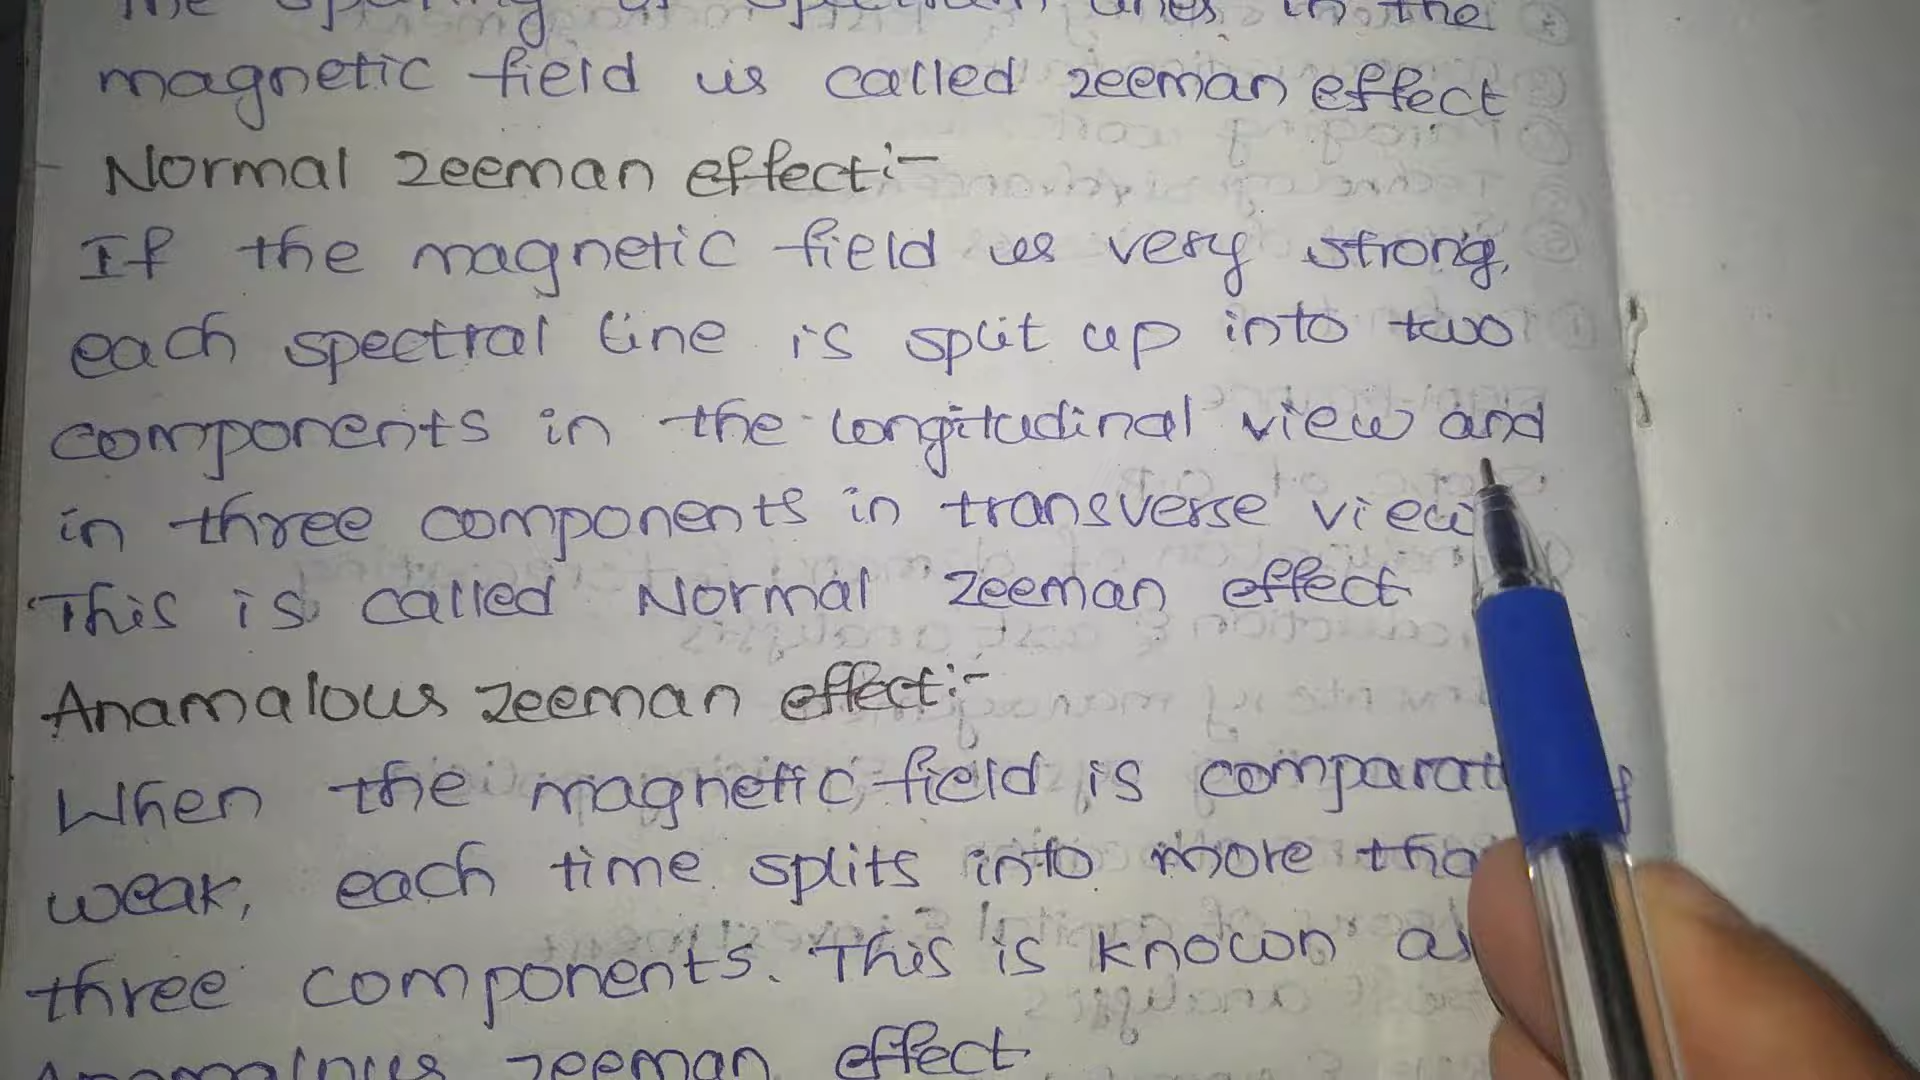 The in the
magnetic field is called zeeman effect
Normal zeeman effect:-
If the magnetic field is very strong,
each spectral line is split up into two
components in the longitudinal view and
in three components in transverse view
This is called Normal zeeman effect
Anamalous zeeman effect:-
When the magnetic field is
weak, each time splits into more
three components. This is known
zeeman effect